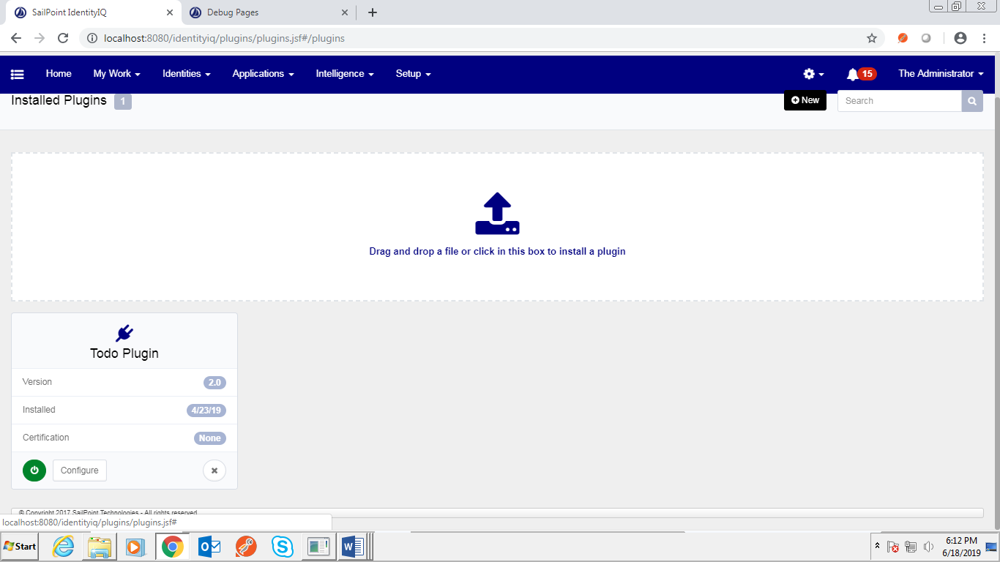 SailPoint IdentityIQ
Debug Pages
localhost:8080/identityiq/plugins/plugins.jsf#/plugins
Home My Work Identities Applications Intelligence Setup 15 The Administrator
Installed Plugins 1 New Search
Drag and drop a file or click in this box to install a plugin
Todo Plugin
Version 2.0
Installed 4/23/19
Certification None
Configure
© Copyright 2017 SailPoint Technologies - All rights reserved.
localhost:8080/identityiq/plugins/plugins.jsf#
Start
6:12 PM
6/18/2019